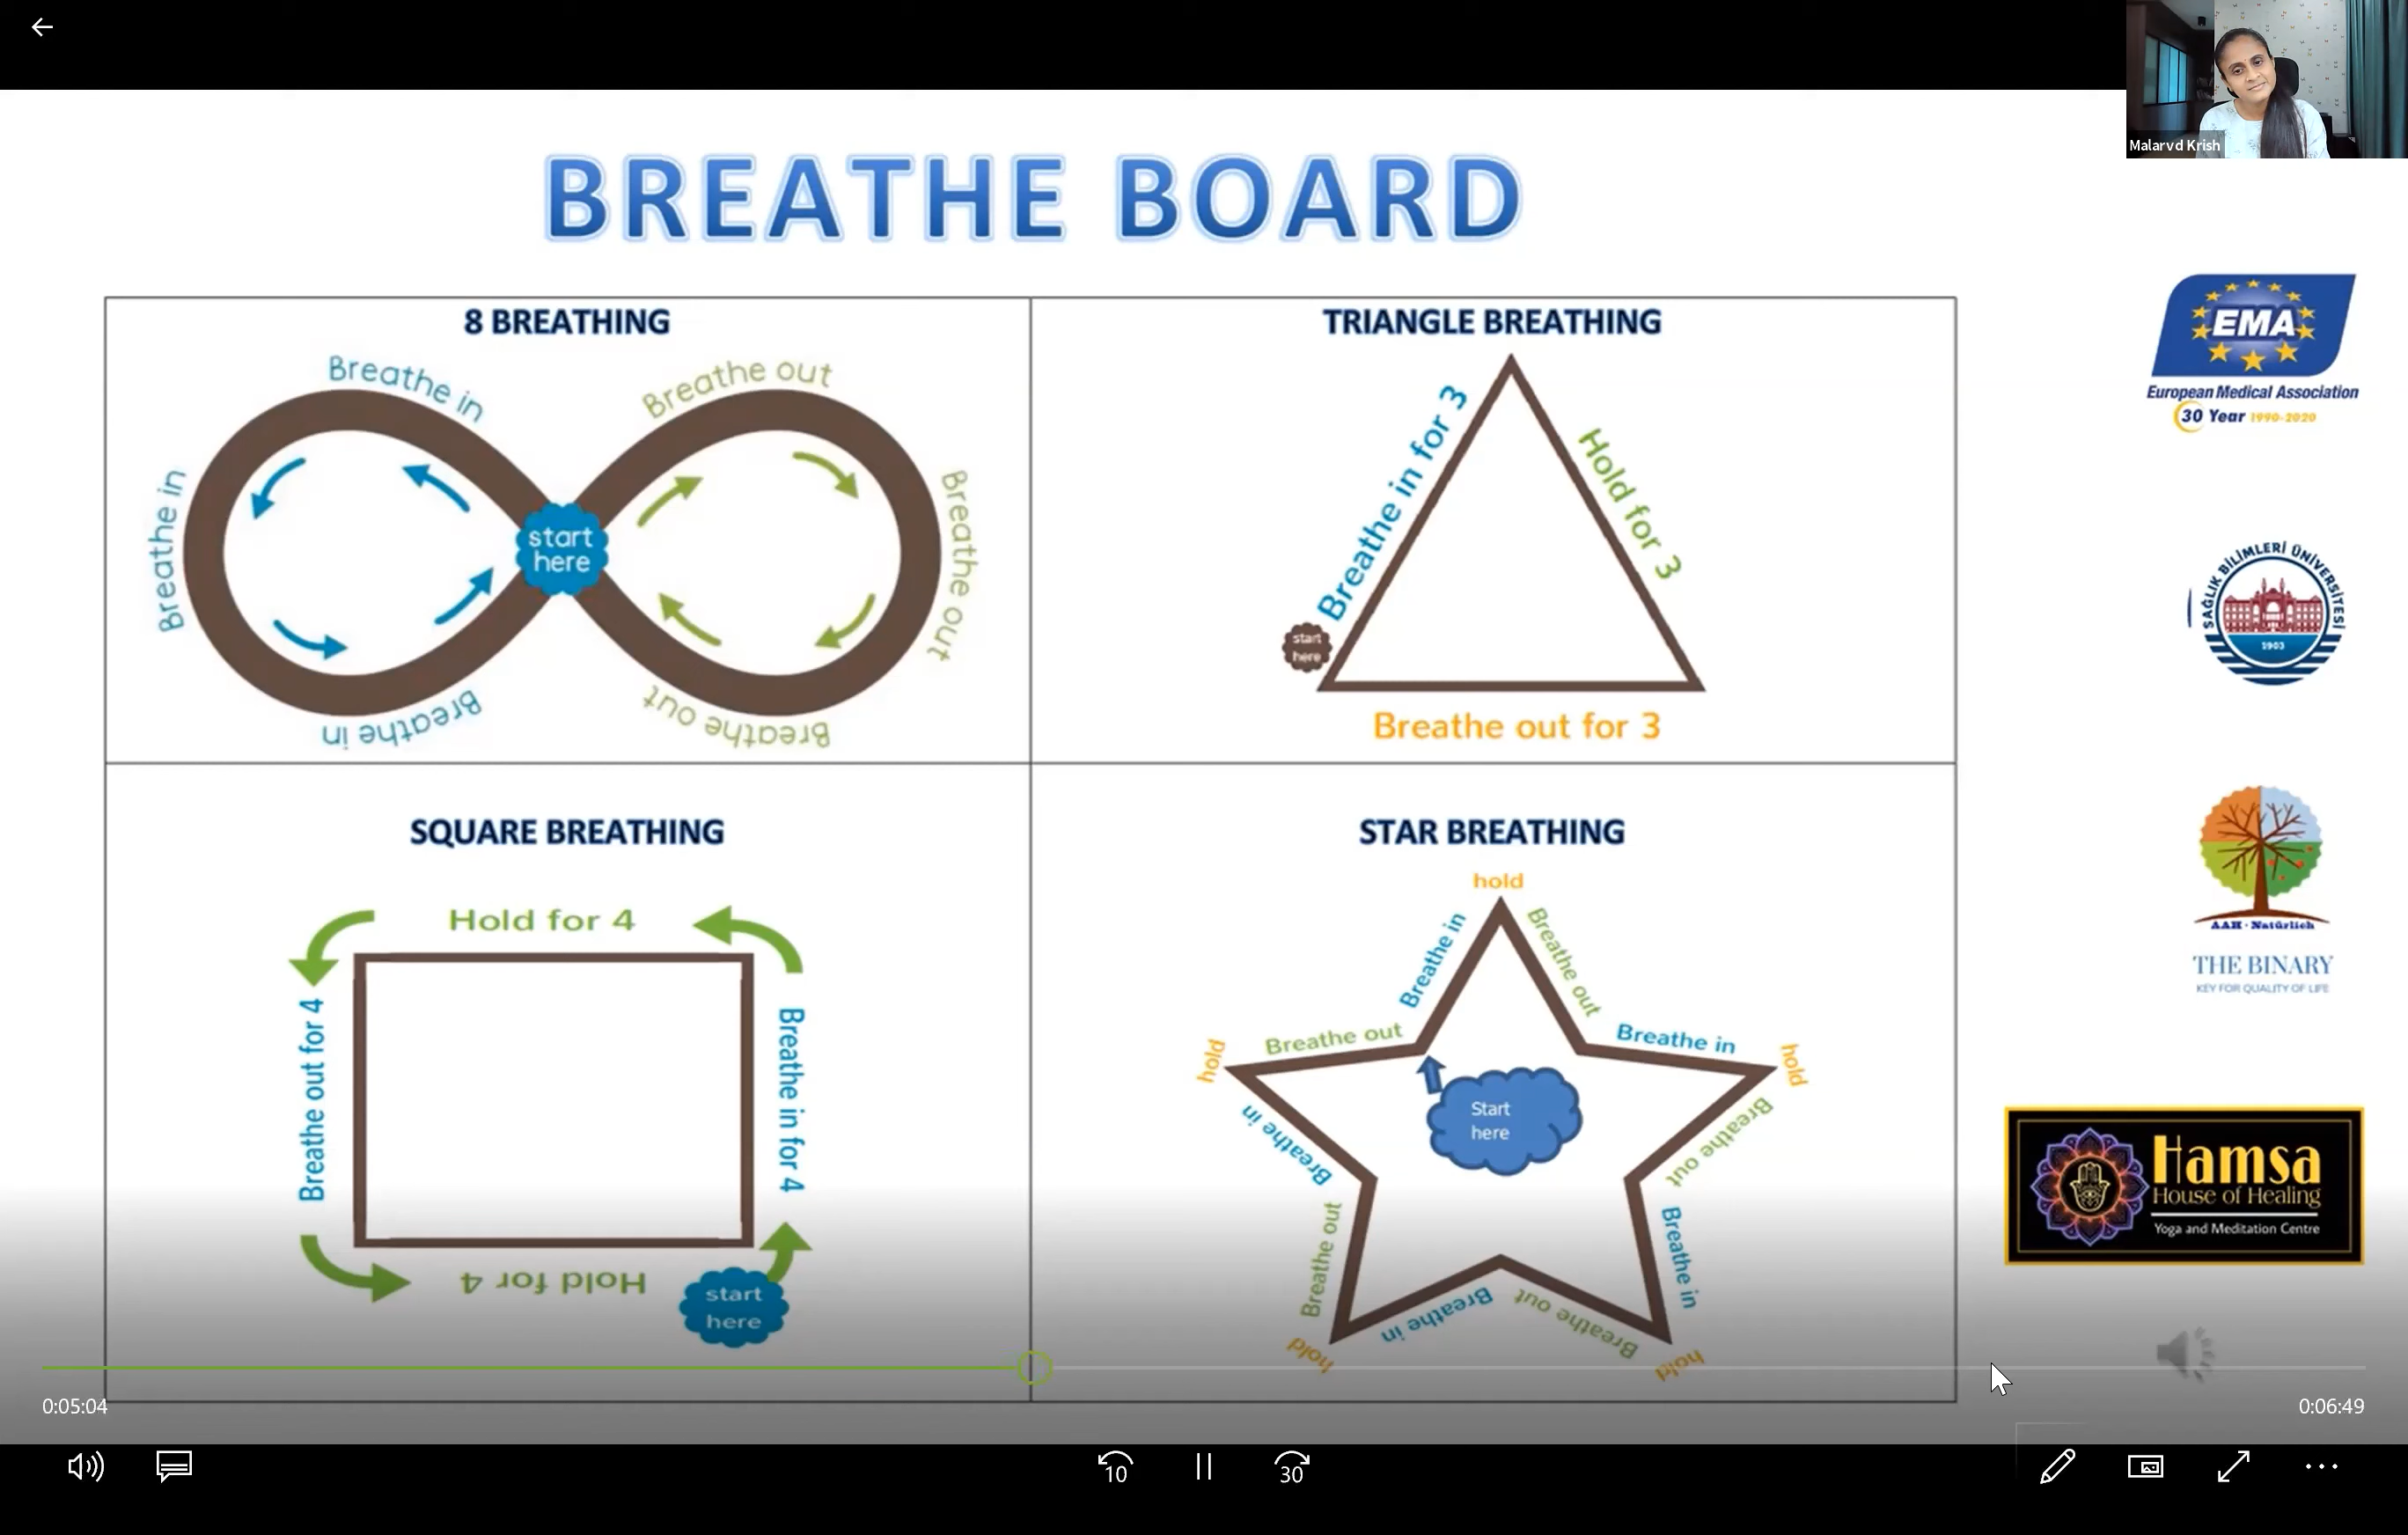 Malarvd Krish
BREATHE BOARD
8 BREATHING
Breathe in
Breathe out
Breathe in
start
here
Breathe out
Breathe in
Breathe out
TRIANGLE BREATHING
Breathe in for 3
Hold for 3
start
here
Breathe out for 3
SQUARE BREATHING
Hold for 4
Breathe out for 4
Breathe in for 4
Hold for 4
start
here
STAR BREATHING
hold
Breathe in
Breathe out
Breathe out
Breathe in
hold
hold
Start
here
Breathe in
Breathe out
Breathe out
Breathe in
Breathe in
Breathe out
hold
hold
EMA
European Medical Association
30 Year 1990-2020
SAĞLIK BİLİMLERİ ÜNİVERSİTESİ
1903
AAH - Natürlich
THE BINARY
KEY FOR QUALITY OF LIFE
Hamsa
House of Healing
Yoga and Meditation Centre
0:05:04
0:06:49
10
30